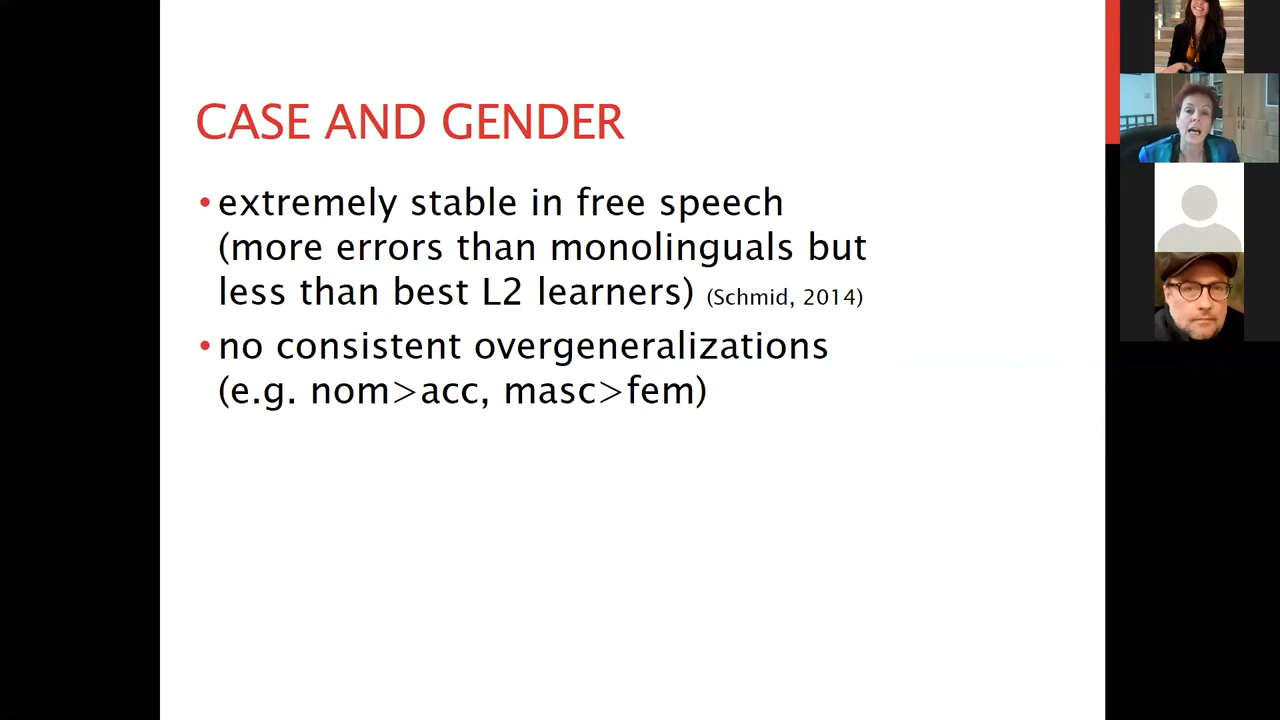 CASE AND GENDER
•extremely stable in free speech
(more errors than monolinguals but
less than best L2 learners) (Schmid, 2014)
•no consistent overgeneralizations
(e.g. nom>acc, masc>fem)